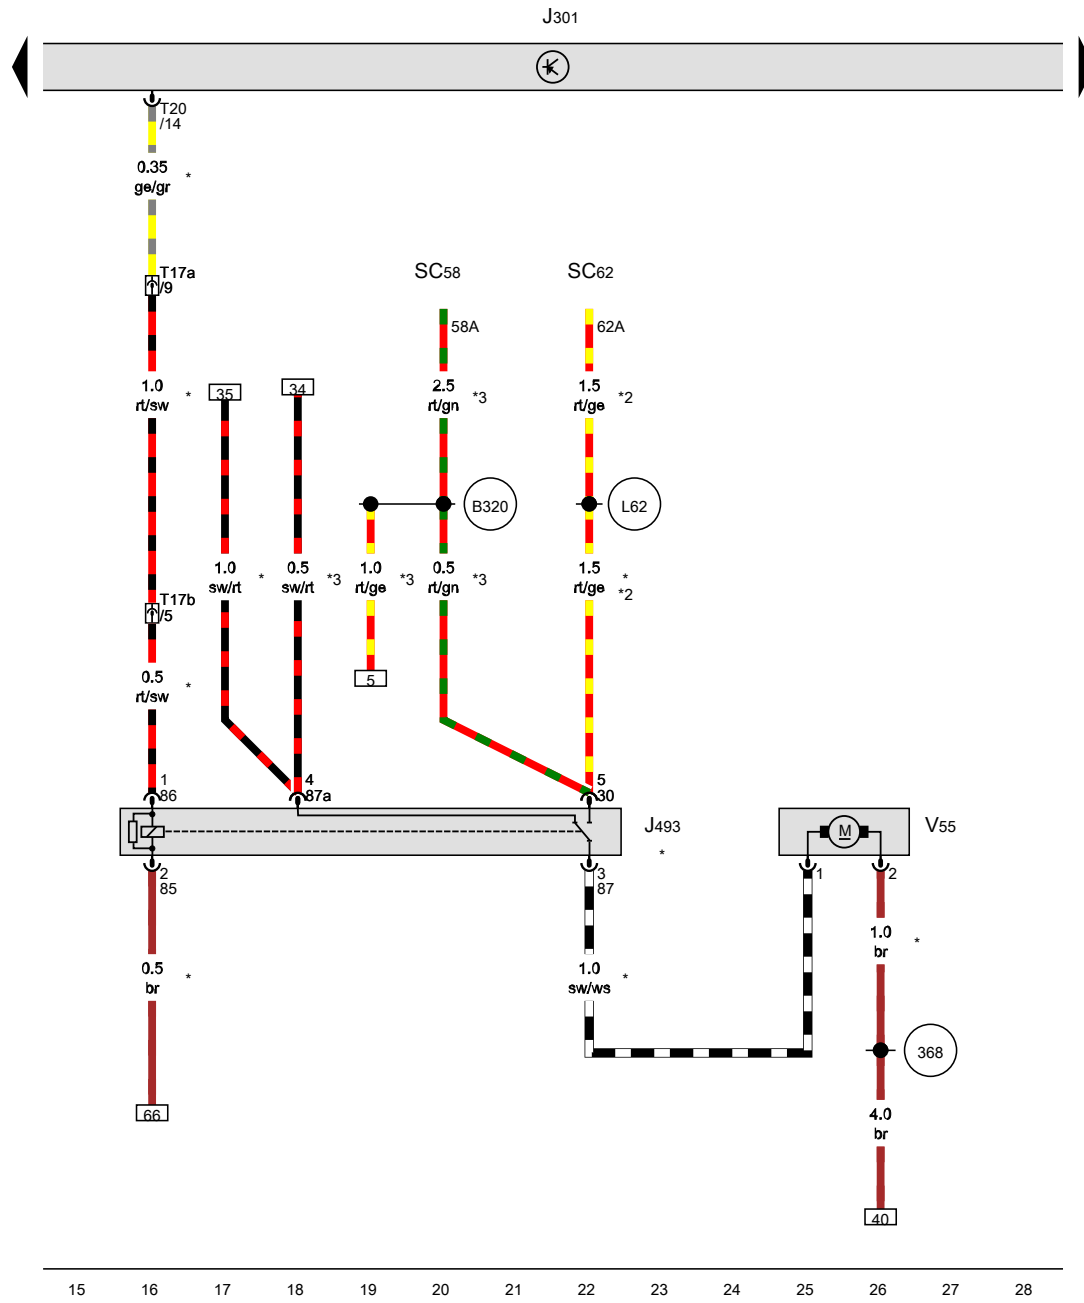 J301
T20
/14
0.35
ge/gr *
T17a
/9
SC58
SC62
58A
62A
35
34
1.0
rt/sw *
2.5
rt/gn *3
1.5
rt/ge *2
B320
L62
1.0
sw/rt *
0.5
sw/rt *3
1.0
rt/ge *3
0.5
rt/gn *3
1.5
rt/ge
*
*2
T17b
/5
5
0.5
rt/sw *
1
86
4
87a
5
30
M
J493
*
V55
2
85
3
87
1
2
1.0
br *
0.5
br *
1.0
sw/ws *
368
66
4.0
br
40
15 16 17 18 19 20 21 22 23 24 25 26 27 28